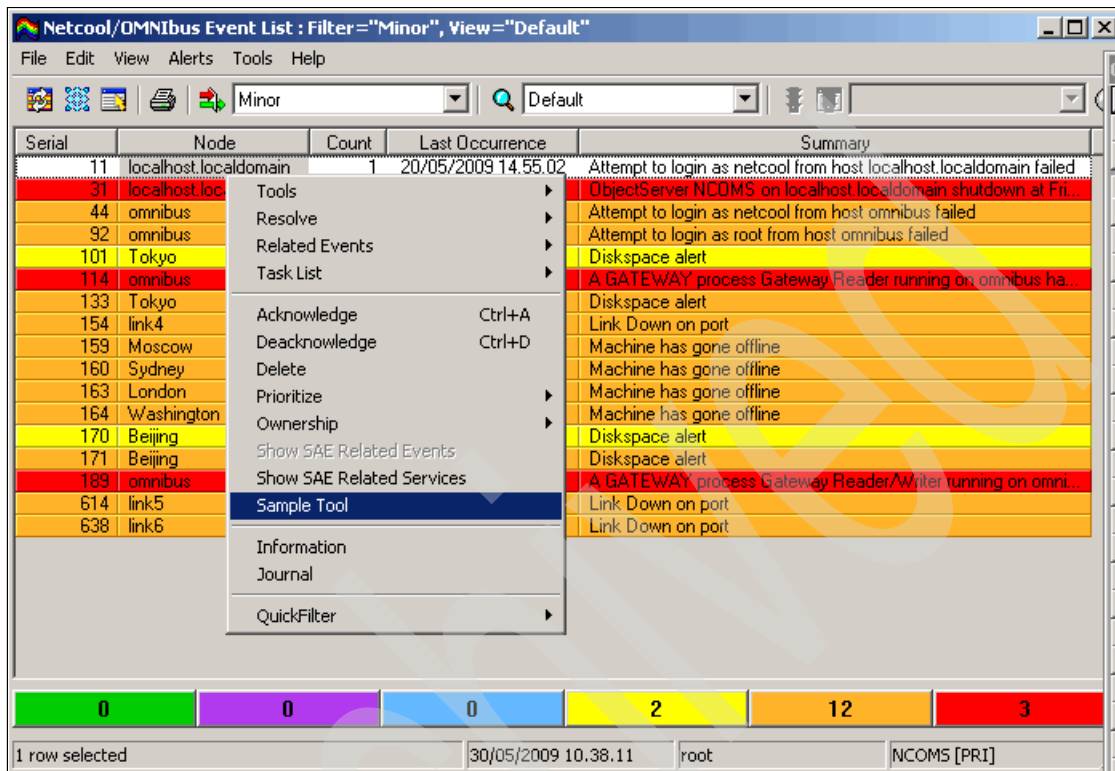 Netcool/OMNIbus Event List : Filter="Minor", View="Default"
File Edit View Alerts Tools Help
Minor Default
Serial Node Count Last Occurrence Summary
11 localhost.localdomain 1 20/05/2009 14.55.02 Attempt to login as netcool from host localhost.localdomain failed
31 localhost.loc ObjectServer NCOMS on localhost.localdomain shutdown at Fri...
44 omnibus Attempt to login as netcool from host omnibus failed
92 omnibus Attempt to login as root from host omnibus failed
101 Tokyo Diskspace alert
114 omnibus A GATEWAY process Gateway Reader running on omnibus ha...
133 Tokyo Diskspace alert
154 link4 Link Down on port
159 Moscow Machine has gone offline
160 Sydney Machine has gone offline
163 London Machine has gone offline
164 Washington Machine has gone offline
170 Beijing Diskspace alert
171 Beijing Diskspace alert
189 omnibus A GATEWAY process Gateway Reader/Writer running on omni...
614 link5 Link Down on port
638 link6 Link Down on port
Tools
Resolve
Related Events
Task List
Acknowledge Ctrl+A
Deacknowledge Ctrl+D
Delete
Prioritize
Ownership
Show SAE Related Events
Show SAE Related Services
Sample Tool
Information
Journal
QuickFilter
0 0 0 2 12 3
1 row selected 30/05/2009 10.38.11 root NCOMS [PRI]